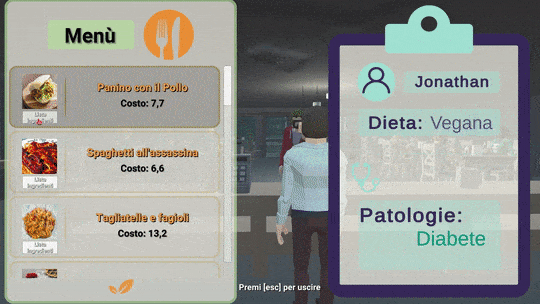 Menù
Panino con il Pollo
Costo: 7,7
Lista
Ingredienti
Spaghetti all'assassina
Costo: 6,6
Lista
Ingredienti
Tagliatelle e fagioli
Costo: 13,2
Lista
Ingredienti
Premi [esc] per uscire
Jonathan
Dieta: Vegana
Patologie:
Diabete